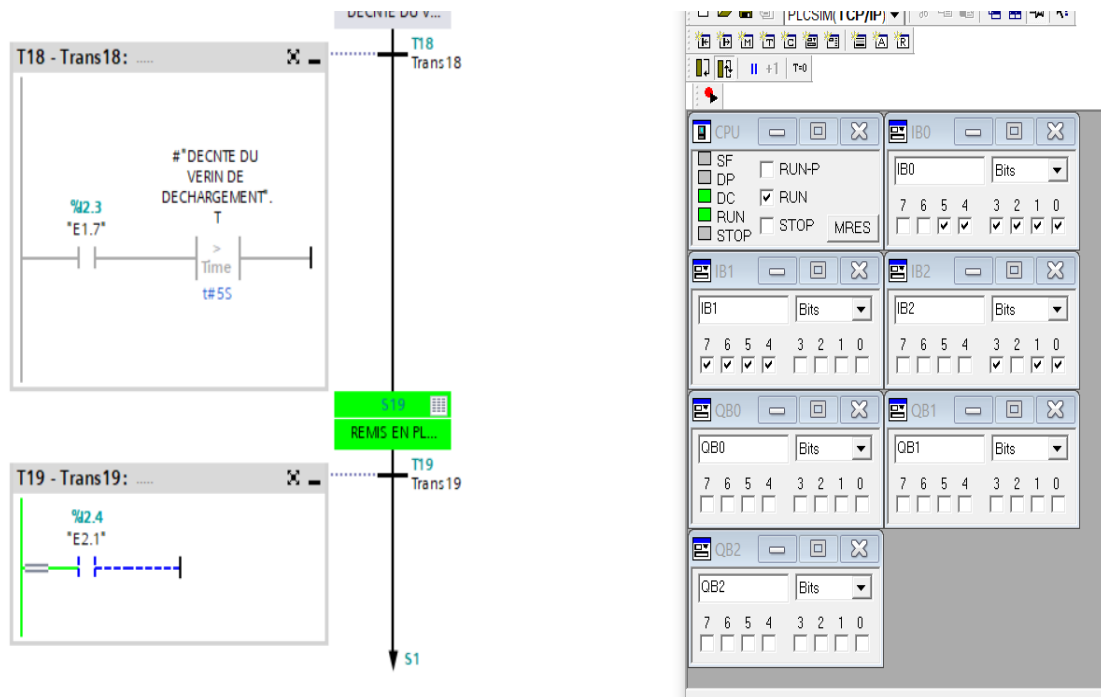 DECNTE DU V...
T18 - Trans18: .....
T18
Trans18
#"DECNTE DU
VERIN DE
DECHARGEMENT".
T
%I2.3
"E1.7"
>
Time
t#5S
S19
REMIS EN PL...
T19 - Trans19: .....
T19
Trans19
%I2.4
"E2.1"
S1
PLCSIM(TCP/IP)
+1 T=0
CPU
SF
DP
DC
RUN
STOP
RUN-P
RUN
STOP
MRES
IB0
IB0 Bits
7 6 5 4 3 2 1 0
IB1
IB1 Bits
7 6 5 4 3 2 1 0
IB2
IB2 Bits
7 6 5 4 3 2 1 0
QB0
QB0 Bits
7 6 5 4 3 2 1 0
QB1
QB1 Bits
7 6 5 4 3 2 1 0
QB2
QB2 Bits
7 6 5 4 3 2 1 0